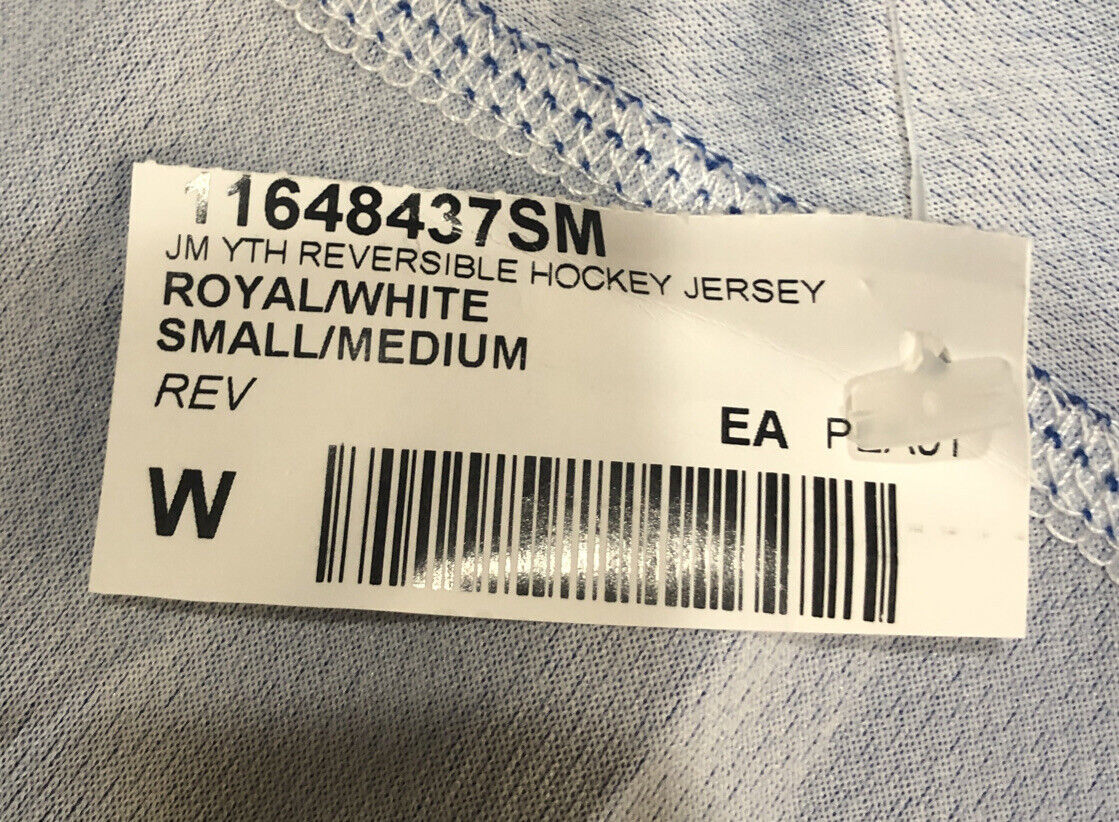 11648437SM
JM YTH REVERSIBLE HOCKEY JERSEY
ROYAL/WHITE
SMALL/MEDIUM
REV
EA
W